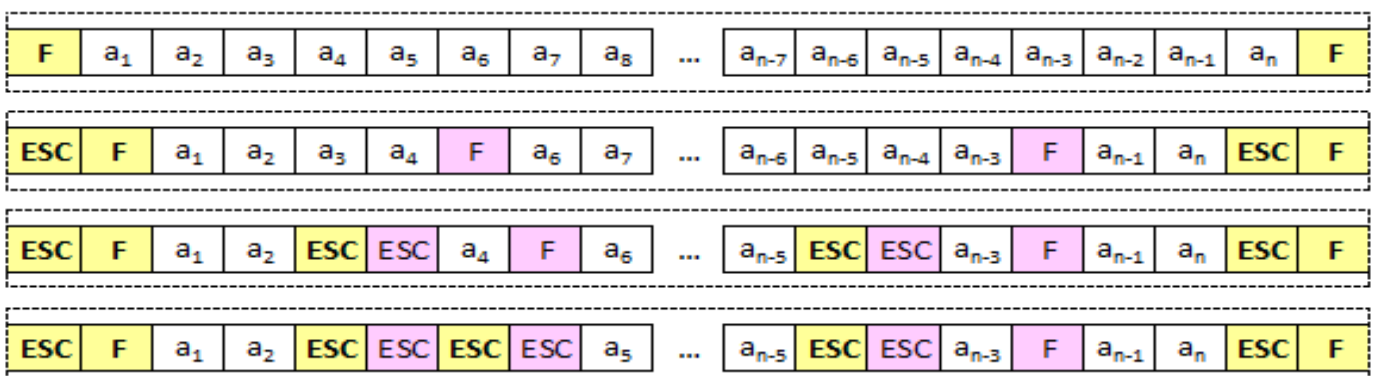 F a₁ a₂ a₃ a₄ a₅ a₆ a₇ a₈ ... aₙ₋₇ aₙ₋₆ aₙ₋₅ aₙ₋₄ aₙ₋₃ aₙ₋₂ aₙ₋₁ aₙ F
ESC F a₁ a₂ a₃ a₄ F a₆ a₇ ... aₙ₋₆ aₙ₋₅ aₙ₋₄ aₙ₋₃ F aₙ₋₁ aₙ ESC F
ESC F a₁ a₂ ESC ESC a₄ F a₆ ... aₙ₋₅ ESC ESC aₙ₋₃ F aₙ₋₁ aₙ ESC F
ESC F a₁ a₂ ESC ESC ESC ESC a₅ ... aₙ₋₅ ESC ESC aₙ₋₃ F aₙ₋₁ aₙ ESC F